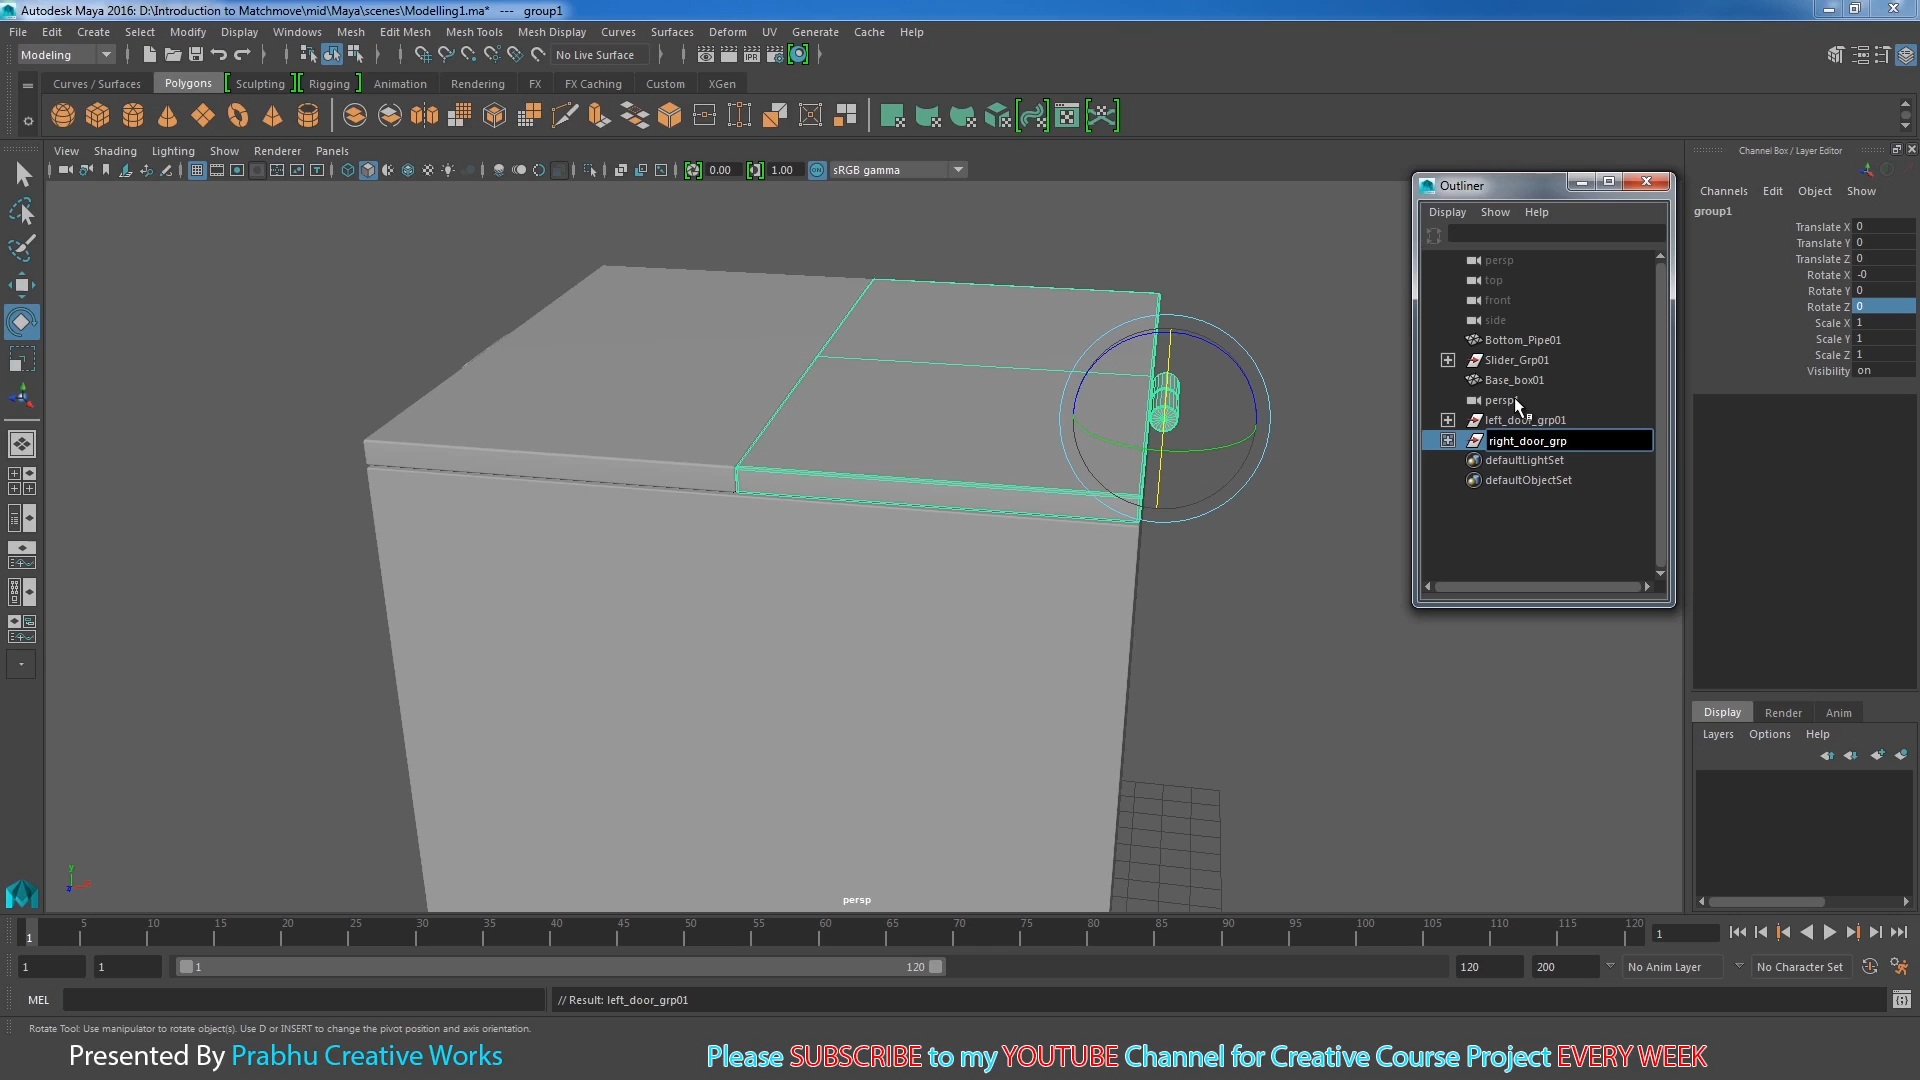 Autodesk Maya 2016: D:\Introduction to Matchmove\mid\Maya\scenes\Modelling1.ma* --- group1
File Edit Create Select Modify Display Windows Mesh Edit Mesh Mesh Tools Mesh Display Curves Surfaces Deform UV Generate Cache Help
Modeling No Live Surface
Curves / Surfaces Polygons Sculpting Rigging Animation Rendering FX FX Caching Custom XGen
View Shading Lighting Show Renderer Panels
0.00 1.00 sRGB gamma
Channel Box / Layer Editor
Channels Edit Object Show
group1
Translate X 0
Translate Y 0
Translate Z 0
Rotate X -0
Rotate Y 0
Rotate Z 0
Scale X 1
Scale Y 1
Scale Z 1
Visibility on
Outliner
Display Show Help
persp
top
front
side
Bottom_Pipe01
Slider_Grp01
Base_box01
persp
left_door_grp01
right_door_grp
defaultLightSet
defaultObjectSet
Display Render Anim
Layers Options Help
persp
1 5 10 15 20 25 30 35 40 45 50 55 60 65 70 75 80 85 90 95 100 105 110 115 120 1
1 1 1 120 120 200 No Anim Layer No Character Set
MEL // Result: left_door_grp01
Rotate Tool: Use manipulator to rotate object(s). Use D or INSERT to change the pivot position and axis orientation.
Presented By Prabhu Creative Works
Please SUBSCRIBE to my YOUTUBE Channel for Creative Course Project EVERY WEEK